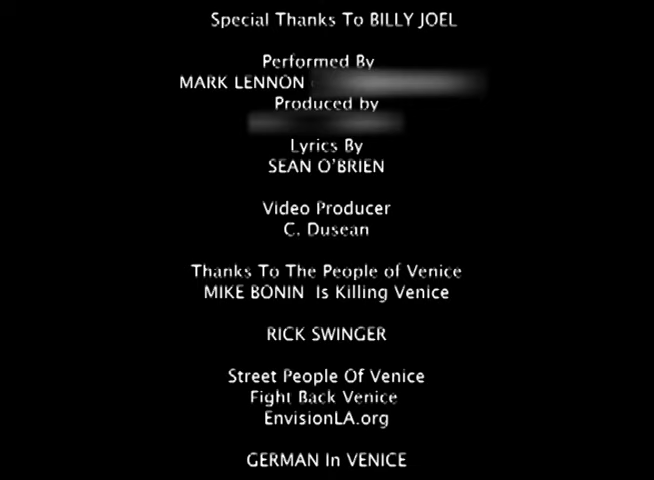 Special Thanks To BILLY JOEL
Performed By
MARK LENNON
Produced by
Lyrics By
SEAN O'BRIEN
Video Producer
C. Dusean
Thanks To The People of Venice
MIKE BONIN Is Killing Venice
RICK SWINGER
Street People Of Venice
Fight Back Venice
EnvisionLA.org
GERMAN In VENICE